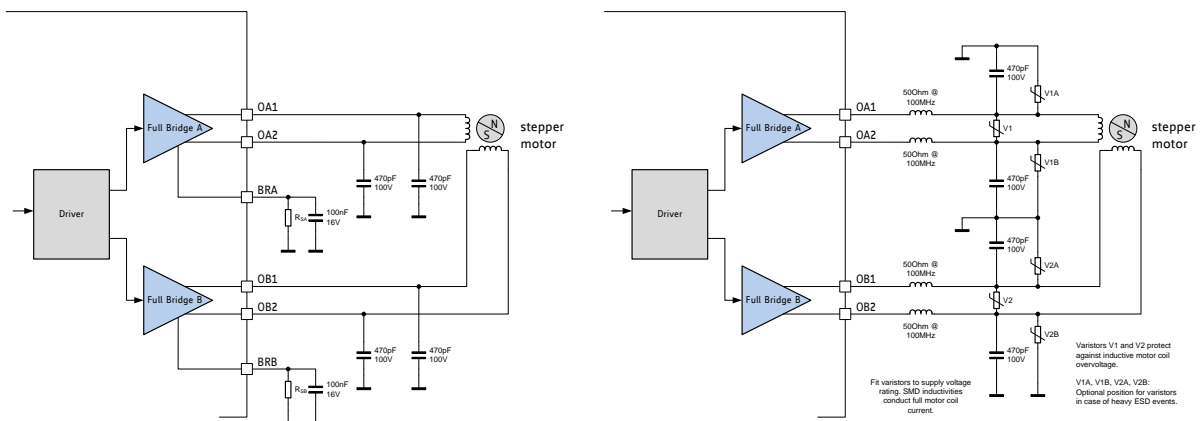 Driver
Full Bridge A
Full Bridge B
OA1
OA2
BRA
OB1
OB2
BRB
RSA
100nF
16V
470pF
100V
470pF
100V
N
S
stepper
motor
RSB
100nF
16V
470pF
100V
470pF
100V
Driver
Full Bridge A
Full Bridge B
OA1
OA2
OB1
OB2
50Ohm @
100MHz
50Ohm @
100MHz
50Ohm @
100MHz
50Ohm @
100MHz
470pF
100V
V1A
V1
V1B
470pF
100V
470pF
100V
V2A
V2
V2B
470pF
100V
N
S
stepper
motor
Fit varistors to supply voltage
rating. SMD inductivities
conduct full motor coil
current.
Varistors V1 and V2 protect
against inductive motor coil
overvoltage.
V1A, V1B, V2A, V2B:
Optional position for varistors
in case of heavy ESD events.